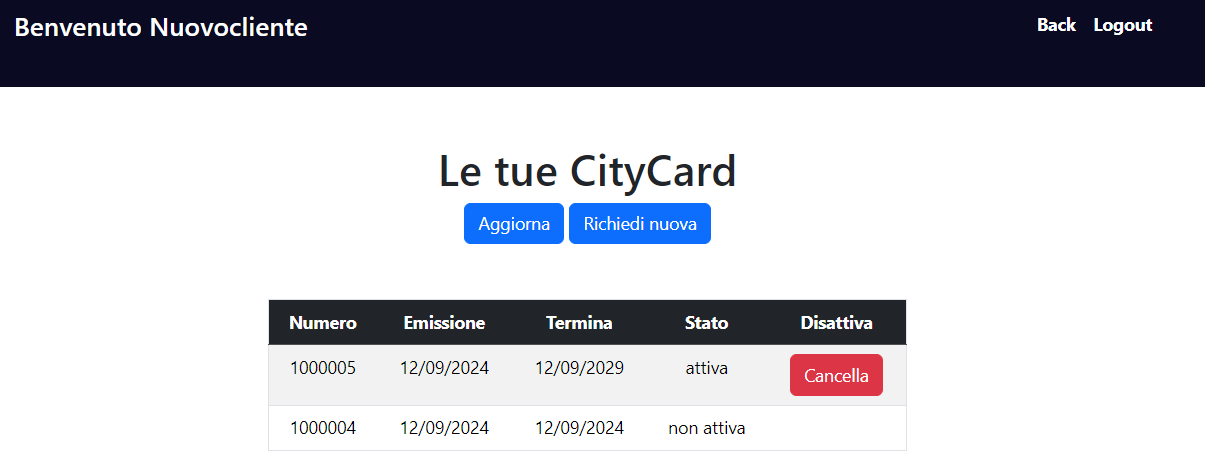 Benvenuto Nuovocliente Back Logout
Le tue CityCard
Aggiorna Richiedi nuova
Numero Emissione Termina Stato Disattiva
1000005 12/09/2024 12/09/2029 attiva Cancella
1000004 12/09/2024 12/09/2024 non attiva